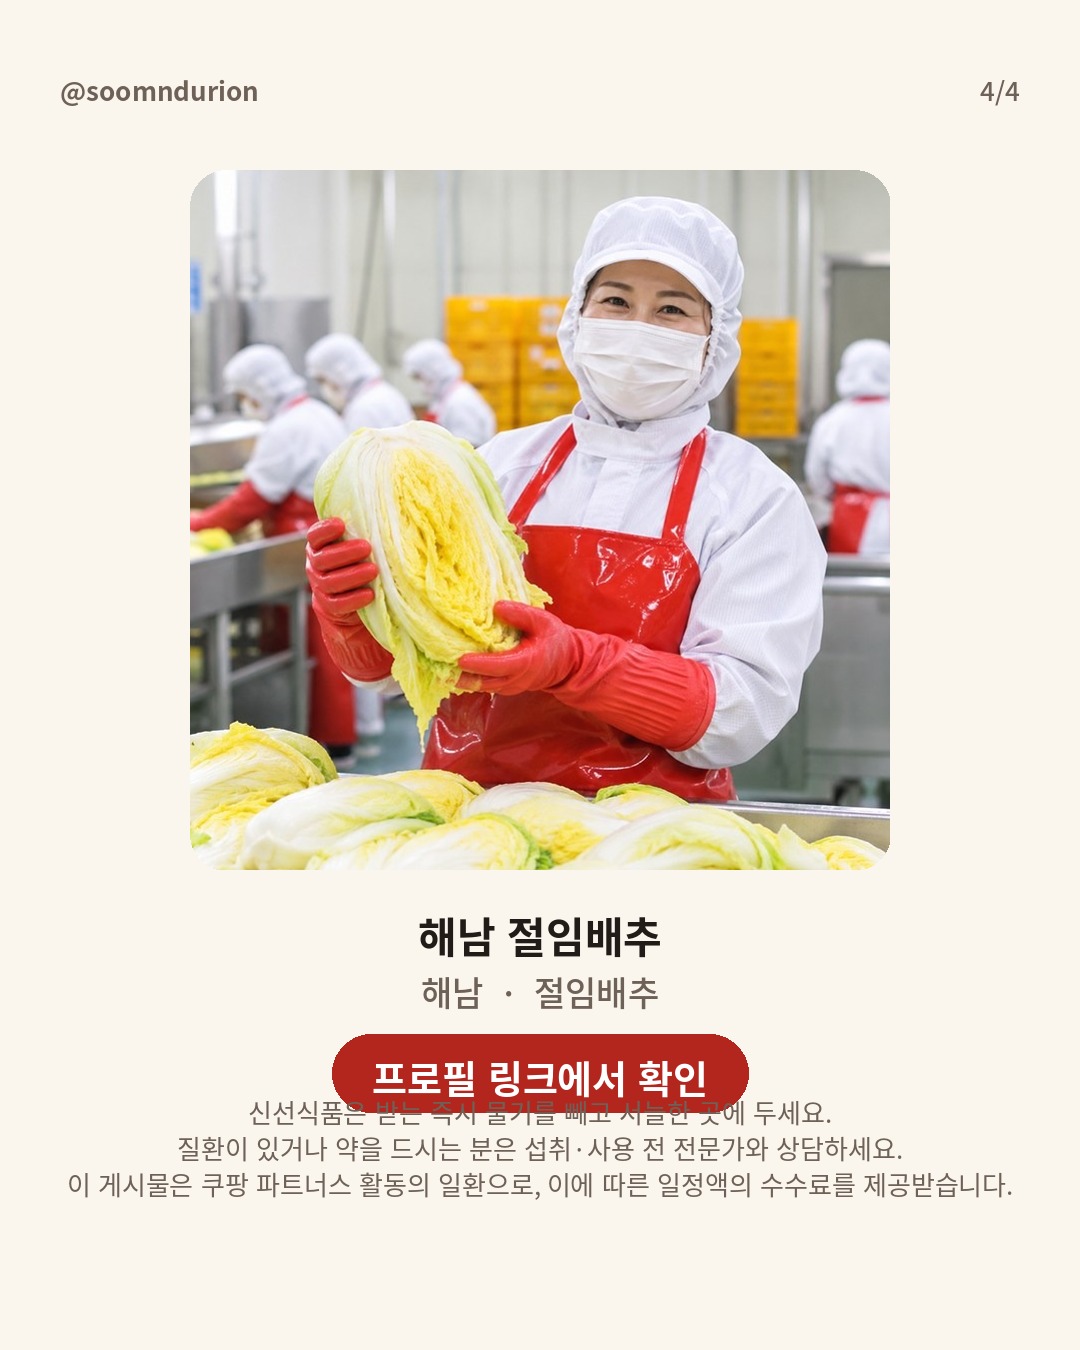 @soomndurion
4/4
해남 절임배추
해남 · 절임배추
프로필 링크에서 확인
신선식품은 받는 즉시 물기를 빼고 서늘한 곳에 두세요.
질환이 있거나 약을 드시는 분은 섭취·사용 전 전문가와 상담하세요.
이 게시물은 쿠팡 파트너스 활동의 일환으로, 이에 따른 일정액의 수수료를 제공받습니다.